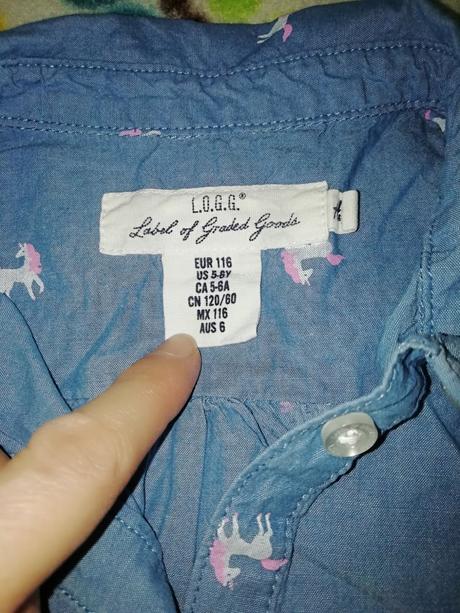 L.O.G.G.®
Label of Graded Goods
EUR 116
US 5-6Y
CA 5-6A
CN 120/60
MX 116
AUS 6